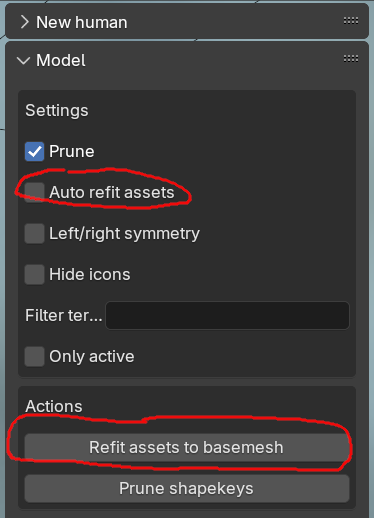 New human
Model
Settings
Prune
Auto refit assets
Left/right symmetry
Hide icons
Filter ter...
Only active
Actions
Refit assets to basemesh
Prune shapekeys